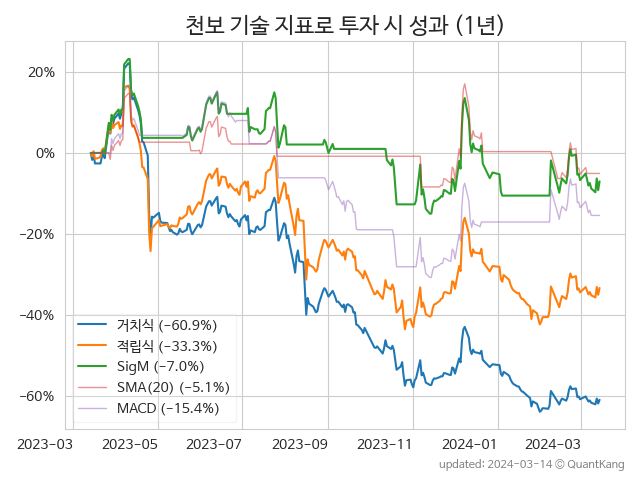 천보 기술 지표로 투자 시 성과 (1년)
20%
0%
−20%
−40%
−60%
거치식 (−60.9%)
적립식 (−33.3%)
SigM (−7.0%)
SMA(20) (−5.1%)
MACD (−15.4%)
2023-03 2023-05 2023-07 2023-09 2023-11 2024-01 2024-03
updated: 2024-03-14 © QuantKang